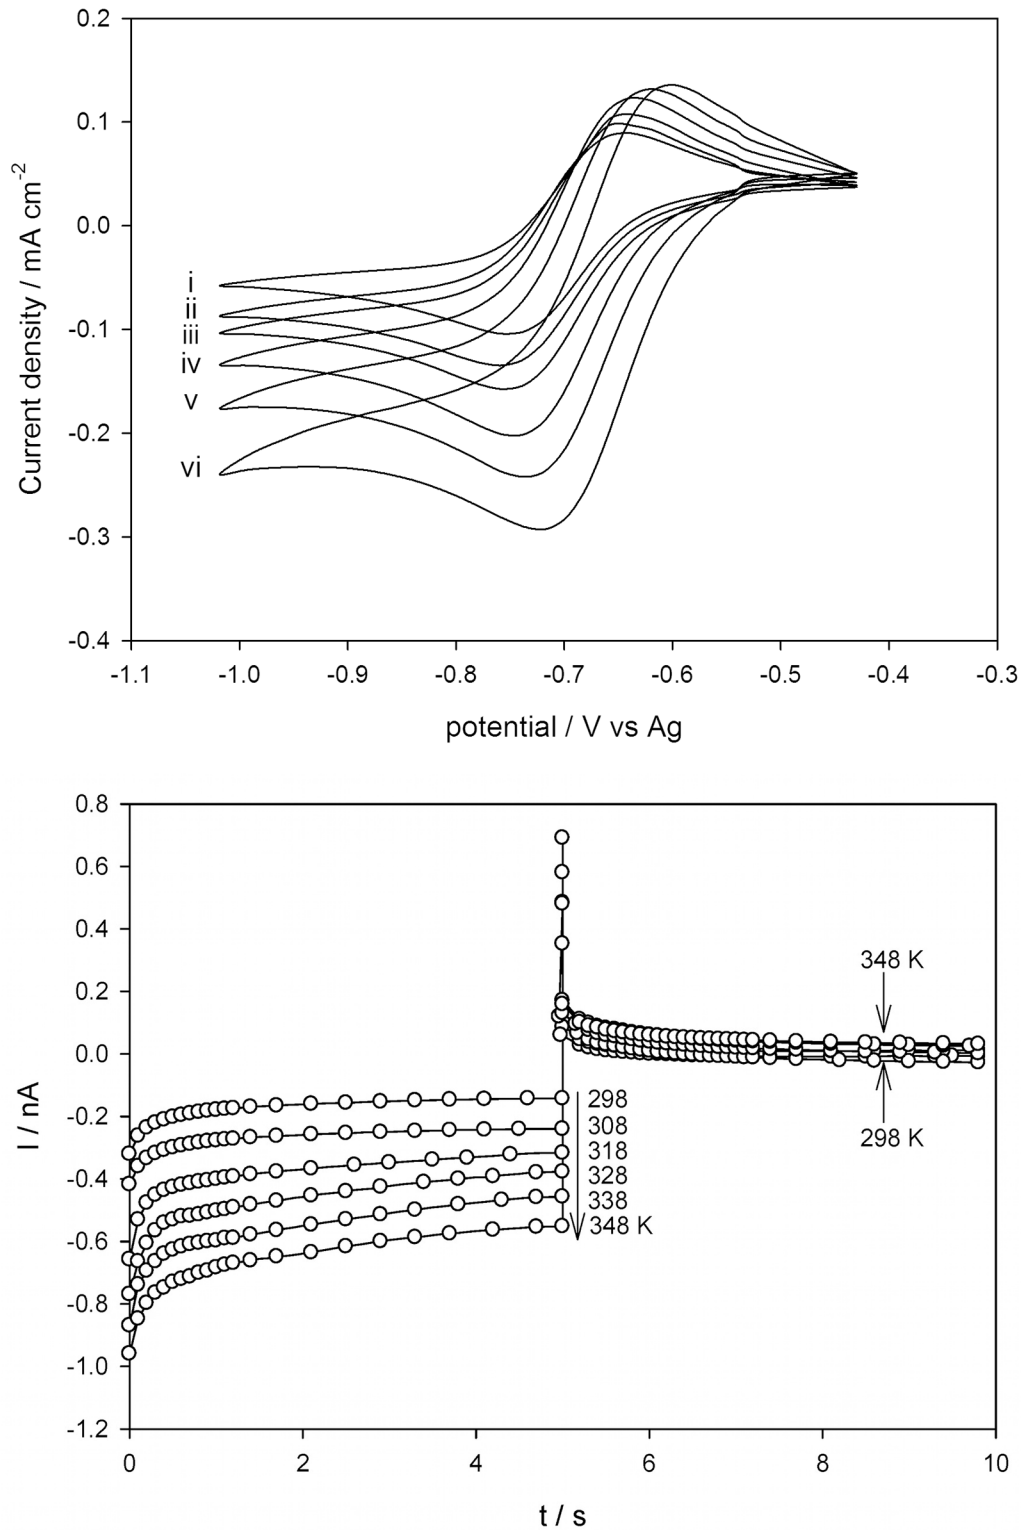 0.2
0.1
0.0
-0.1
-0.2
-0.3
-0.4
Current density / mA cm-2
i
ii
iii
iv
v
vi
-1.1 -1.0 -0.9 -0.8 -0.7 -0.6 -0.5 -0.4 -0.3
potential / V vs Ag
0.8
0.6
0.4
0.2
0.0
-0.2
-0.4
-0.6
-0.8
-1.0
-1.2
I / nA
348 K
298 K
298
308
318
328
338
348 K
0 2 4 6 8 10
t / s